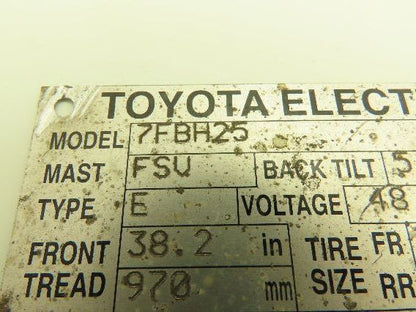 TOYOTA ELECT
MODEL 7FBH25
MAST FSV BACK TILT 5
TYPE E VOLTAGE 48
FRONT 38.2 in TIRE FR
TREAD 970 mm SIZE RR